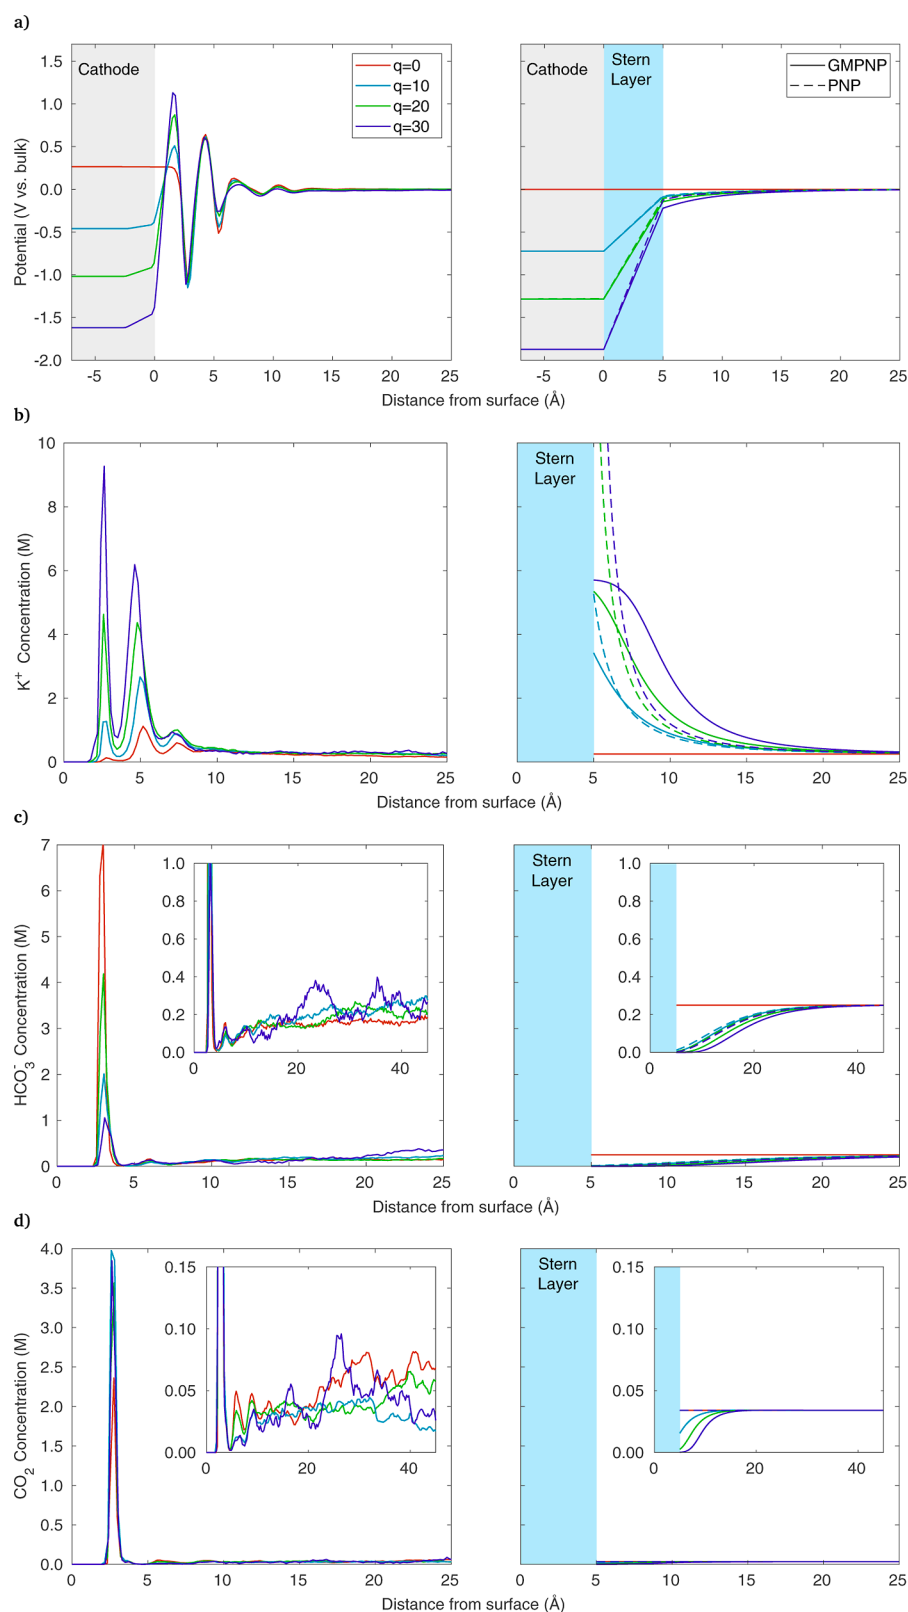 a)
Cathode
q=0
q=10
q=20
q=30
Cathode
Stern
Layer
GMPNP
PNP
Potential (V vs. bulk)
1.5
1.0
0.5
0.0
-0.5
-1.0
-1.5
-2.0
-5 0 5 10 15 20 25
-5 0 5 10 15 20 25
Distance from surface (Å)
b)
K+ Concentration (M)
10
8
6
4
2
0
Stern
Layer
0 5 10 15 20 25
0 5 10 15 20 25
Distance from surface (Å)
c)
HCO3- Concentration (M)
7
6
5
4
3
2
1
0
1.0
0.8
0.6
0.4
0.2
0.0
0 20 40
Stern
Layer
1.0
0.8
0.6
0.4
0.2
0.0
0 20 40
0 5 10 15 20 25
0 5 10 15 20 25
Distance from surface (Å)
d)
CO2 Concentration (M)
4.0
3.5
3.0
2.5
2.0
1.5
1.0
0.5
0.0
0.15
0.10
0.05
0.00
0 20 40
Stern
Layer
0.15
0.10
0.05
0.00
0 20 40
0 5 10 15 20 25
0 5 10 15 20 25
Distance from surface (Å)